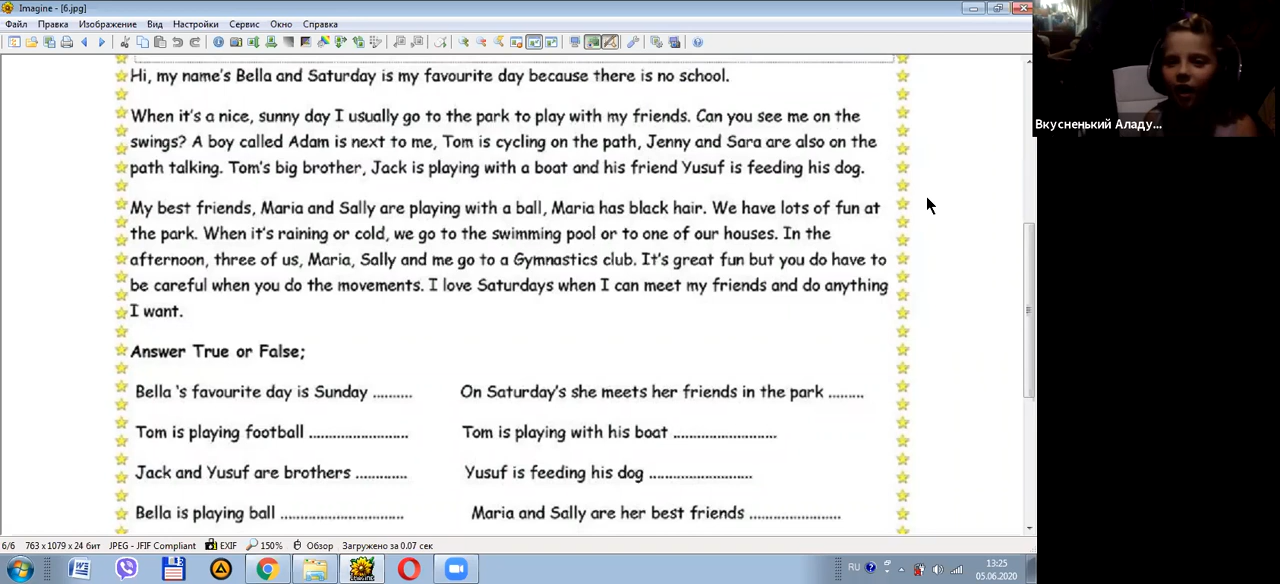 Imagine - [6.jpg]
Файл Правка Изображение Вид Настройки Сервис Окно Справка
Hi, my name's Bella and Saturday is my favourite day because there is no school.
When it's a nice, sunny day I usually go to the park to play with my friends. Can you see me on the
swings? A boy called Adam is next to me, Tom is cycling on the path, Jenny and Sara are also on the
path talking. Tom's big brother, Jack is playing with a boat and his friend Yusuf is feeding his dog.
My best friends, Maria and Sally are playing with a ball, Maria has black hair. We have lots of fun at
the park. When it's raining or cold, we go to the swimming pool or to one of our houses. In the
afternoon, three of us, Maria, Sally and me go to a Gymnastics club. It's great fun but you do have to
be careful when you do the movements. I love Saturdays when I can meet my friends and do anything
I want.
Answer True or False;
Bella 's favourite day is Sunday .......... On Saturday's she meets her friends in the park .........
Tom is playing football ......................... Tom is playing with his boat ..........................
Jack and Yusuf are brothers ............. Yusuf is feeding his dog ..........................
Bella is playing ball ............................... Maria and Sally are her best friends .......................
Вкусненький Аладу...
6/6 763 x 1079 x 24 бит JPEG - JFIF Compliant EXIF 150% Обзор Загружено за 0.07 сек
RU 13:25
05.06.2020